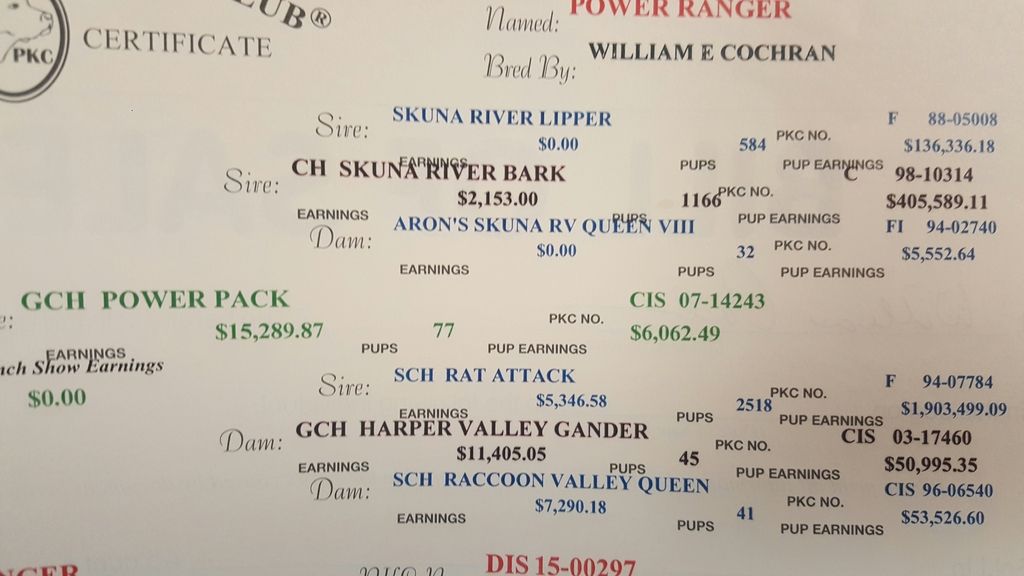 UB®
Named: POWER RANGER
PKC CERTIFICATE
Bred By: WILLIAM E COCHRAN
Sire: SKUNA RIVER LIPPER F 88-05008
$0.00 584 PKC NO. $136,336.18
EARNINGS PUPS PUP EARNINGS
Sire: CH SKUNA RIVER BARK C 98-10314
$2,153.00 1166 PKC NO. $405,589.11
EARNINGS PUPS PUP EARNINGS
Dam: ARON'S SKUNA RV QUEEN VIII FI 94-02740
$0.00 32 PKC NO. $5,552.64
EARNINGS PUPS PUP EARNINGS
GCH POWER PACK CIS 07-14243
e: $15,289.87 77 PKC NO. $6,062.49
EARNINGS PUPS PUP EARNINGS
nch Show Earnings
$0.00
Sire: SCH RAT ATTACK F 94-07784
$5,346.58 2518 PKC NO. $1,903,499.09
EARNINGS PUPS PUP EARNINGS
Dam: GCH HARPER VALLEY GANDER CIS 03-17460
$11,405.05 45 PKC NO. $50,995.35
EARNINGS PUPS PUP EARNINGS
Dam: SCH RACCOON VALLEY QUEEN CIS 96-06540
$7,290.18 41 PKC NO. $53,526.60
EARNINGS PUPS PUP EARNINGS
NGER DIS 15-00297